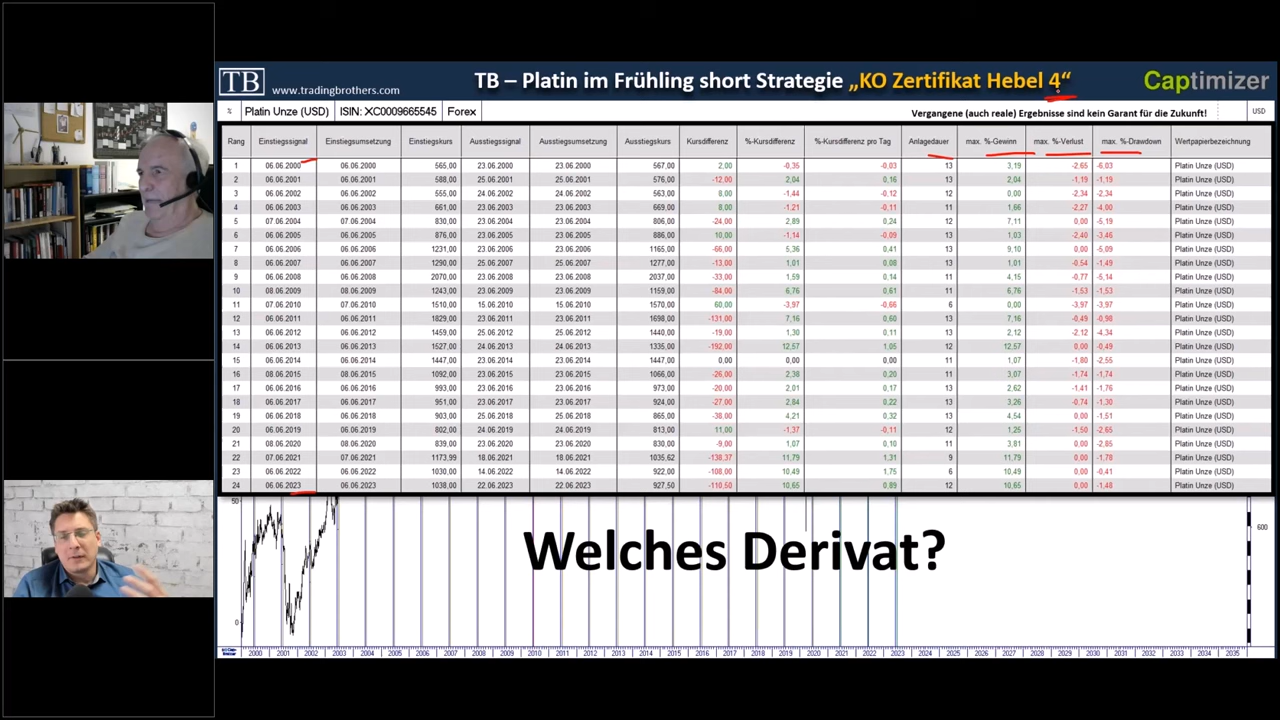 TB
www.tradingbrothers.com
TB – Platin im Frühling short Strategie „KO Zertifikat Hebel 4“
Captimizer
% Platin Unze (USD) ISIN: XC0009665545 Forex
Vergangene (auch reale) Ergebnisse sind kein Garant für die Zukunft!
USD
Rang Einstiegssignal Einstiegsumsetzung Einstiegskurs Ausstiegssignal Ausstiegsumsetzung Ausstiegskurs Kursdifferenz %-Kursdifferenz %-Kursdifferenz pro Tag Anlagedauer max. %-Gewinn max. %-Verlust max. %-Drawdown Wertpapierbezeichnung
1 06.06.2000 06.06.2000 565,00 23.06.2000 23.06.2000 567,00 2,00 -0,35 -0,03 13 3,19 -2,65 -6,03 Platin Unze (USD)
2 06.06.2001 06.06.2001 588,00 25.06.2001 25.06.2001 576,00 -12,00 2,04 0,16 13 2,04 -1,19 -1,19 Platin Unze (USD)
3 06.06.2002 06.06.2002 555,00 24.06.2002 24.06.2002 563,00 8,00 -1,44 -0,12 12 0,00 -2,34 -2,34 Platin Unze (USD)
4 06.06.2003 06.06.2003 661,00 23.06.2003 23.06.2003 669,00 8,00 -1,21 -0,11 11 1,66 -2,27 -4,00 Platin Unze (USD)
5 07.06.2004 07.06.2004 830,00 23.06.2004 23.06.2004 806,00 -24,00 2,89 0,24 12 7,11 0,00 -5,19 Platin Unze (USD)
6 06.06.2005 06.06.2005 876,00 23.06.2005 23.06.2005 886,00 10,00 -1,14 -0,09 13 1,03 -2,40 -3,46 Platin Unze (USD)
7 06.06.2006 06.06.2006 1231,00 23.06.2006 23.06.2006 1165,00 -66,00 5,36 0,41 13 9,10 0,00 -5,09 Platin Unze (USD)
8 06.06.2007 06.06.2007 1290,00 25.06.2007 25.06.2007 1277,00 -13,00 1,01 0,08 13 1,01 -0,54 -1,49 Platin Unze (USD)
9 06.06.2008 06.06.2008 2070,00 23.06.2008 23.06.2008 2037,00 -33,00 1,59 0,14 11 4,15 -0,77 -5,14 Platin Unze (USD)
10 08.06.2009 08.06.2009 1243,00 23.06.2009 23.06.2009 1159,00 -84,00 6,76 0,61 11 6,76 -1,53 -1,53 Platin Unze (USD)
11 07.06.2010 07.06.2010 1510,00 15.06.2010 15.06.2010 1570,00 60,00 -3,97 -0,66 6 0,00 -3,97 -3,97 Platin Unze (USD)
12 06.06.2011 06.06.2011 1829,00 23.06.2011 23.06.2011 1698,00 -131,00 7,16 0,60 12 7,16 -0,49 -0,98 Platin Unze (USD)
13 06.06.2012 06.06.2012 1459,00 25.06.2012 25.06.2012 1440,00 -19,00 1,30 0,11 12 2,12 -2,12 -4,34 Platin Unze (USD)
14 06.06.2013 06.06.2013 1527,00 24.06.2013 24.06.2013 1335,00 -192,00 12,57 1,05 12 12,57 0,00 -0,49 Platin Unze (USD)
15 06.06.2014 06.06.2014 1447,00 23.06.2014 23.06.2014 1447,00 0,00 0,00 0,00 11 1,07 -1,80 -2,55 Platin Unze (USD)
16 08.06.2015 08.06.2015 1092,00 23.06.2015 23.06.2015 1066,00 -26,00 2,38 0,20 11 3,07 -1,74 -1,74 Platin Unze (USD)
17 06.06.2016 06.06.2016 993,00 23.06.2016 23.06.2016 973,00 -20,00 2,01 0,17 13 2,62 -1,41 -1,76 Platin Unze (USD)
18 06.06.2017 06.06.2017 951,00 23.06.2017 23.06.2017 924,00 -27,00 2,84 0,22 13 3,26 -0,74 -1,30 Platin Unze (USD)
19 06.06.2018 06.06.2018 903,00 25.06.2018 25.06.2018 865,00 -38,00 4,21 0,32 13 4,54 0,00 -1,51 Platin Unze (USD)
20 06.06.2019 06.06.2019 802,00 24.06.2019 24.06.2019 813,00 11,00 -1,37 -0,11 12 1,25 -1,50 -2,65 Platin Unze (USD)
21 08.06.2020 08.06.2020 839,00 23.06.2020 23.06.2020 830,00 -9,00 1,07 0,10 11 3,81 0,00 -2,85 Platin Unze (USD)
22 07.06.2021 07.06.2021 1173,99 18.06.2021 18.06.2021 1035,62 -138,37 11,79 1,31 9 11,79 0,00 -1,78 Platin Unze (USD)
23 06.06.2022 06.06.2022 1030,00 14.06.2022 14.06.2022 922,00 -108,00 10,49 1,75 6 10,49 0,00 -0,41 Platin Unze (USD)
24 06.06.2023 06.06.2023 1038,00 22.06.2023 22.06.2023 927,50 -110,50 10,65 0,89 12 10,65 0,00 -1,48 Platin Unze (USD)
50
600
Welches Derivat?
0
2000 2001 2002 2003 2004 2005 2006 2007 2008 2009 2010 2011 2012 2013 2014 2015 2016 2017 2018 2019 2020 2021 2022 2023 2024 2025 2026 2027 2028 2029 2030 2031 2032 2033 2034 2035